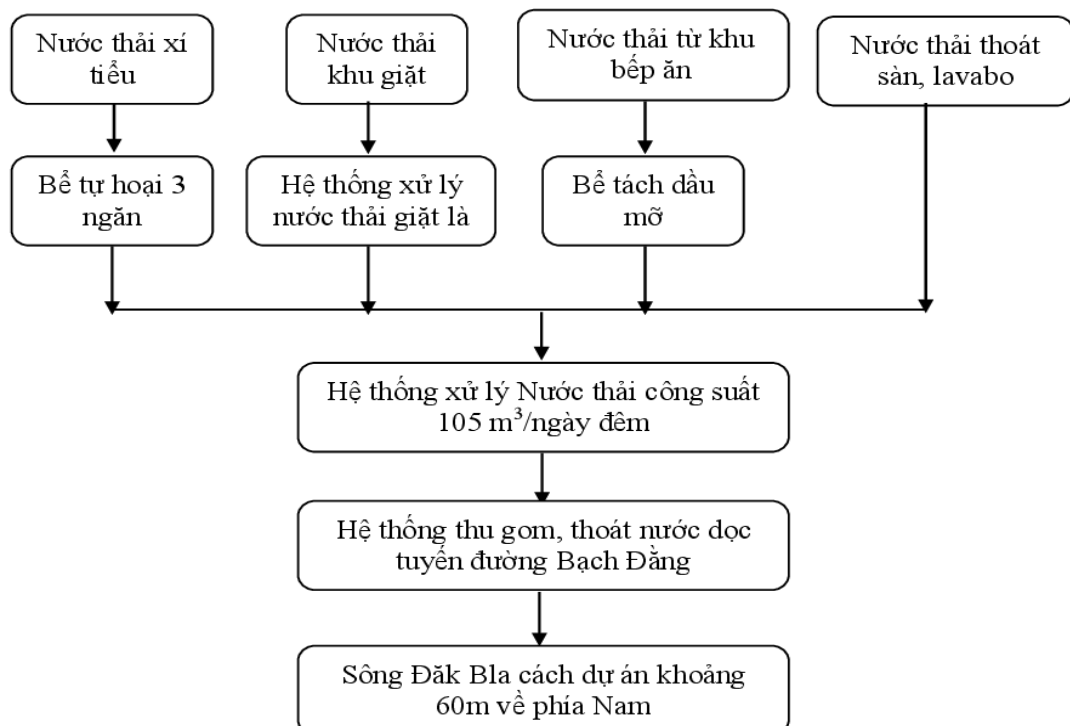 Nước thải xí
tiểu
Nước thải
khu giặt
Nước thải từ khu
bếp ăn
Nước thải thoát
sàn, lavabo
Bể tự hoại 3
ngăn
Hệ thống xử lý
nước thải giặt là
Bể tách dầu
mỡ
Hệ thống xử lý Nước thải công suất
105 m³/ngày đêm
Hệ thống thu gom, thoát nước dọc
tuyến đường Bạch Đằng
Sông Đăk Bla cách dự án khoảng
60m về phía Nam